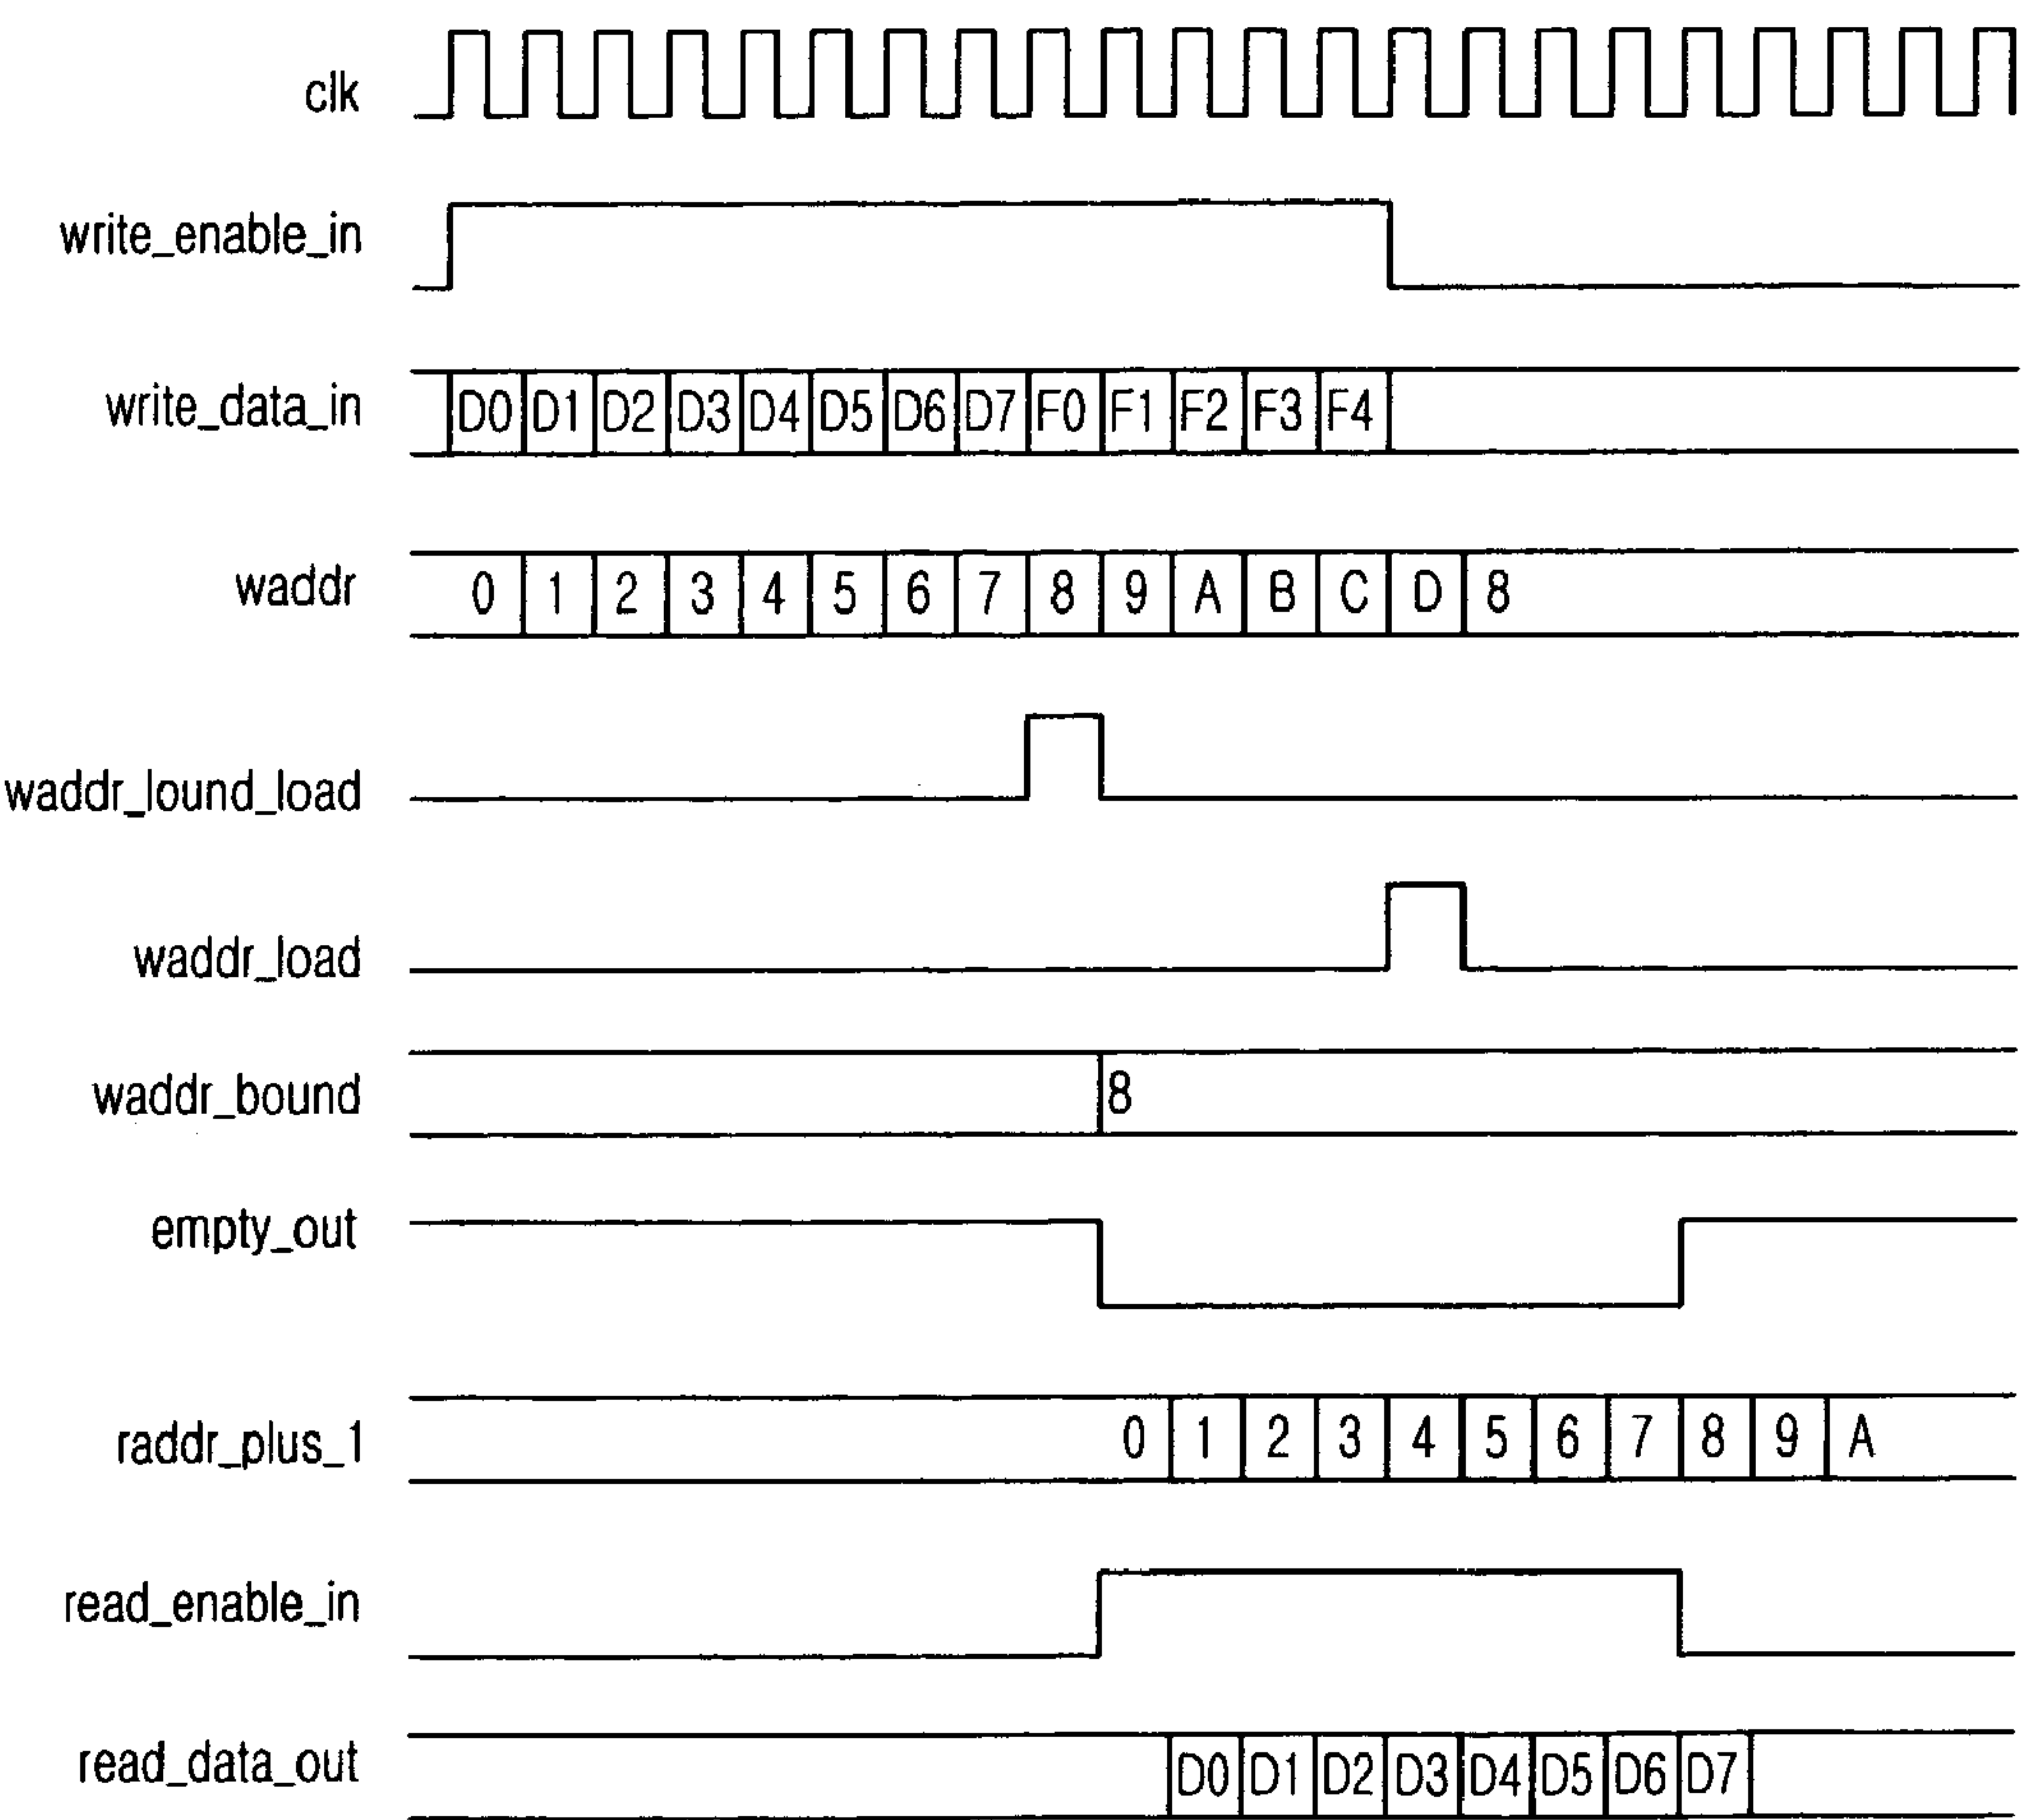 clk
write_enable_in
write_data_in D0 D1 D2 D3 D4 D5 D6 D7 F0 F1 F2 F3 F4
waddr 0 1 2 3 4 5 6 7 8 9 A B C D 8
waddr_lound_load
waddr_load
waddr_bound 8
empty_out
raddr_plus_1 0 1 2 3 4 5 6 7 8 9 A
read_enable_in
read_data_out D0 D1 D2 D3 D4 D5 D6 D7